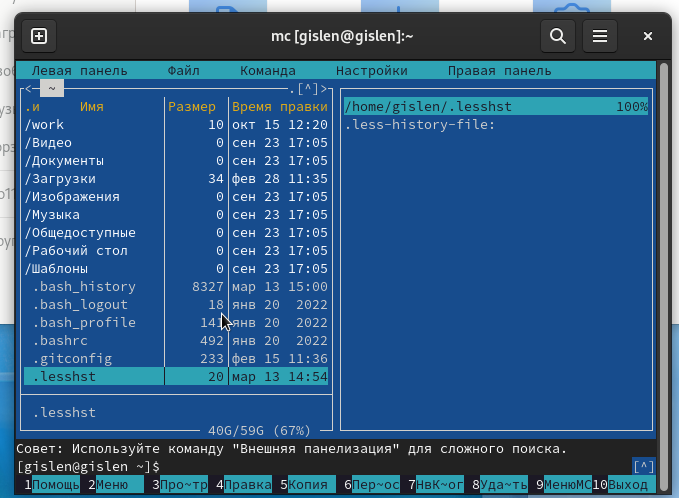 mc [gislen@gislen]:~
Левая панель Файл Команда Настройки Правая панель
<─ ~ .[^]>
.и Имя Размер Время правки
/home/gislen/.lesshst 100%
/work 10 окт 15 12:20
.less-history-file:
/Видео 0 сен 23 17:05
/Документы 0 сен 23 17:05
/Загрузки 34 фев 28 11:35
/Изображения 0 сен 23 17:05
/Музыка 0 сен 23 17:05
/Общедоступные 0 сен 23 17:05
/Рабочий стол 0 сен 23 17:05
/Шаблоны 0 сен 23 17:05
.bash_history 8327 мар 13 15:00
.bash_logout 18 янв 20 2022
.bash_profile 141 янв 20 2022
.bashrc 492 янв 20 2022
.gitconfig 233 фев 15 11:36
.lesshst 20 мар 13 14:54
.lesshst
40G/59G (67%)
Совет: Используйте команду "Внешняя панелизация" для сложного поиска.
[gislen@gislen ~]$ [^]
1Помощь 2Меню 3Про~тр 4Правка 5Копия 6Пер~ос 7НвК~ог 8Уда~ть 9МенюMC 10Выход